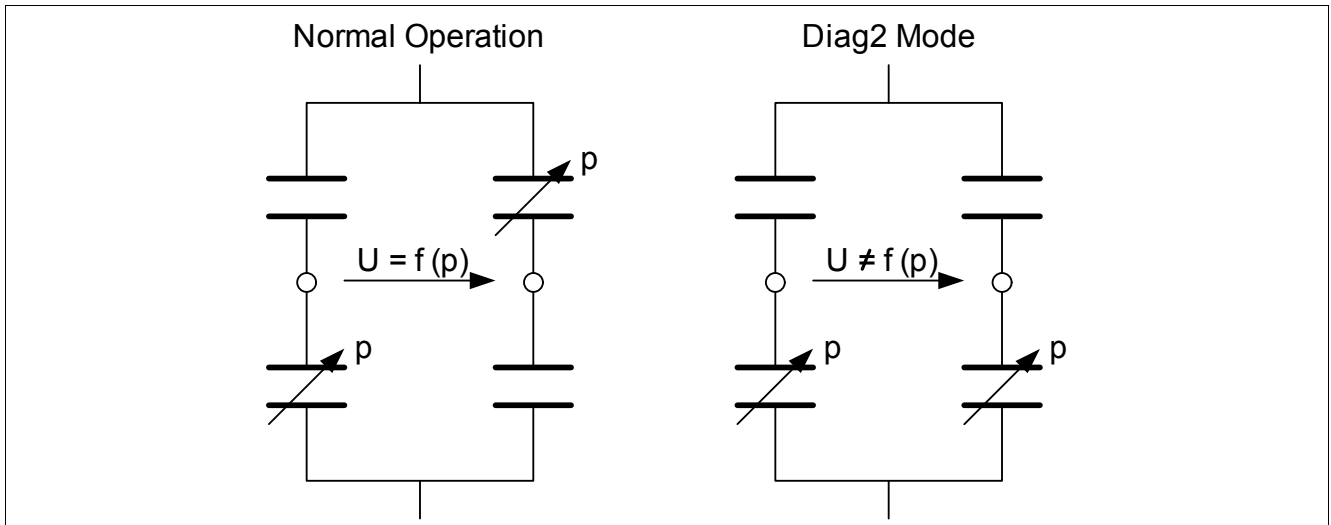 Normal Operation
Diag2 Mode
p
U = f (p)
U ≠ f (p)
p
p
p